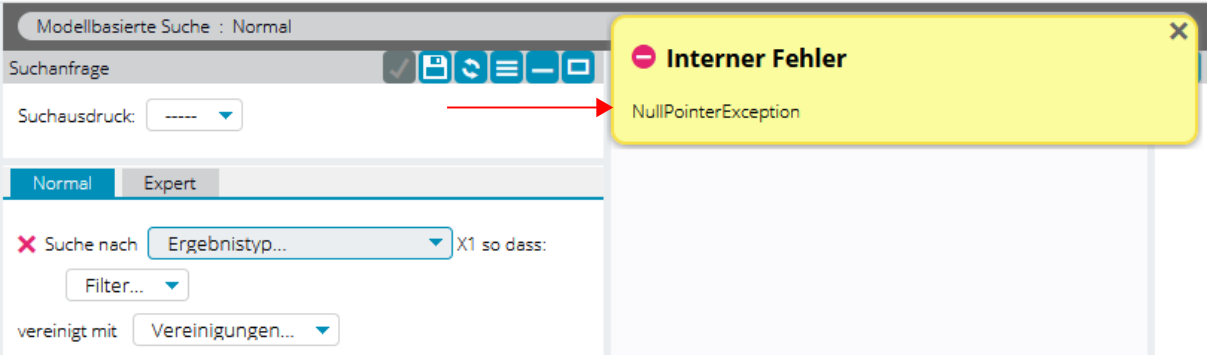 Modellbasierte Suche : Normal
Suchanfrage
Suchausdruck: -----
Normal Expert
Suche nach Ergebnistyp... X1 so dass:
Filter...
vereinigt mit Vereinigungen...
Interner Fehler
NullPointerException